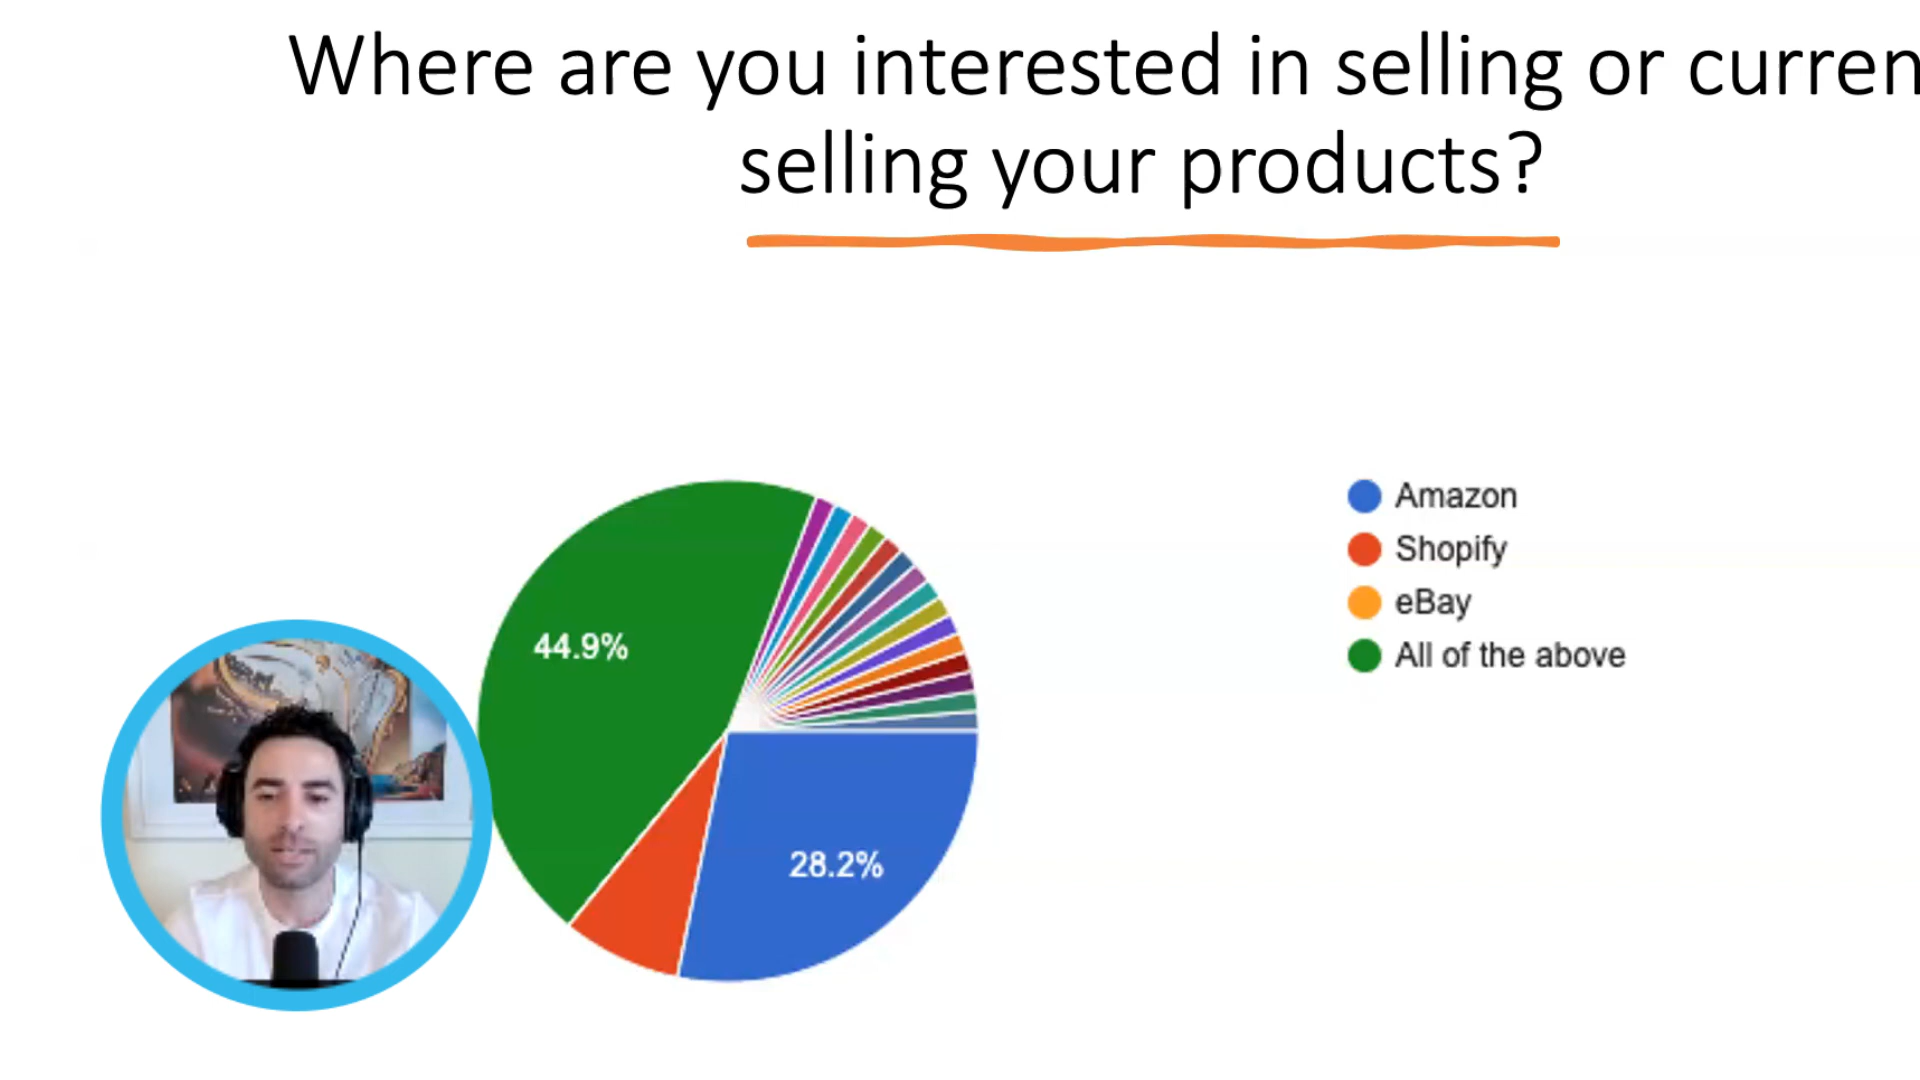 Where are you interested in selling or curren
selling your products?
Amazon
Shopify
eBay
All of the above
44.9%
28.2%